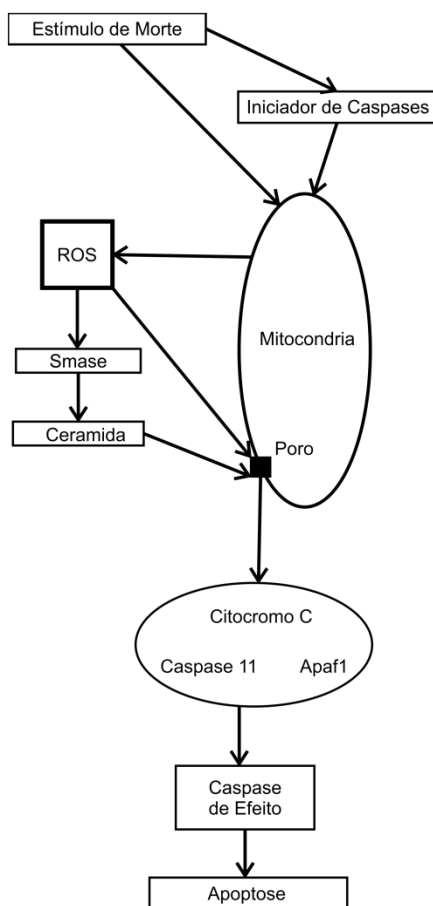 Estímulo de Morte
Iniciador de Caspases
ROS
Mitocondria
Smase
Ceramida
Poro
Citocromo C
Caspase 11 Apaf1
Caspase
de Efeito
Apoptose